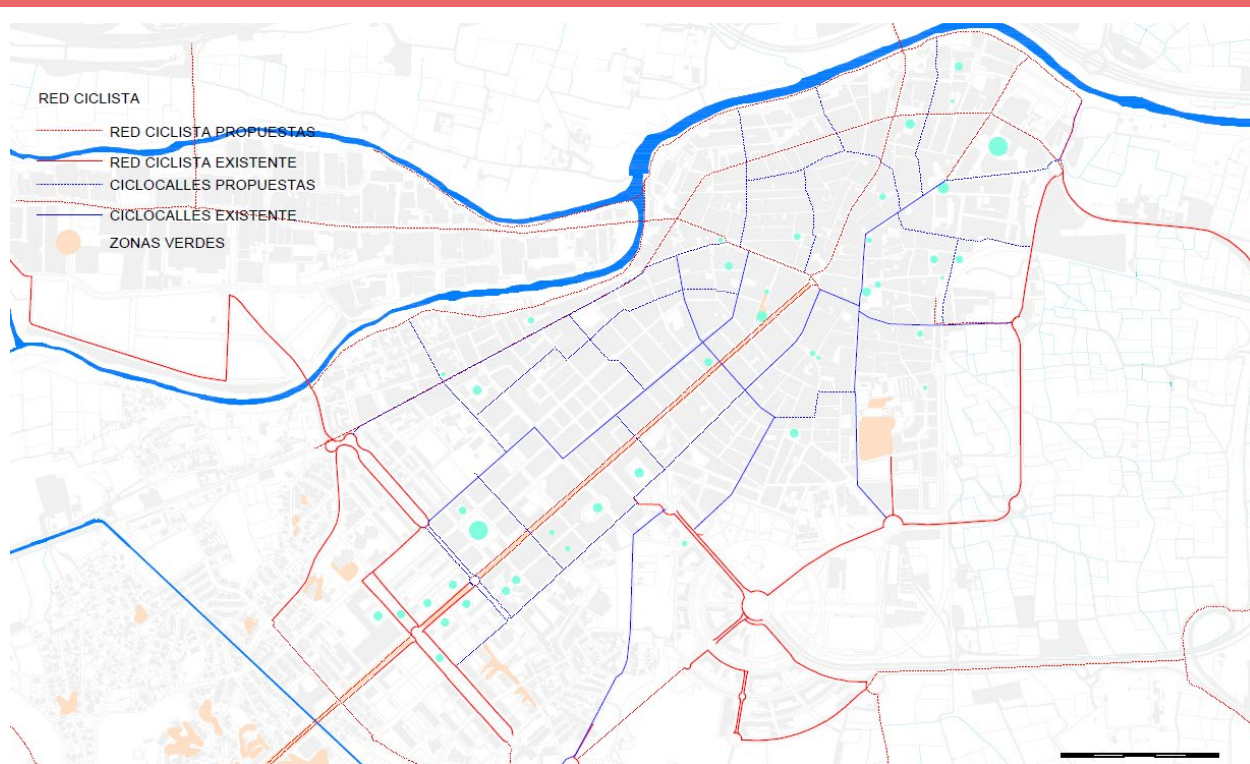 RED CICLISTA
RED CICLISTA PROPUESTAS
RED CICLISTA EXISTENTE
CICLOCALLES PROPUESTAS
CICLOCALLES EXISTENTE
ZONAS VERDES